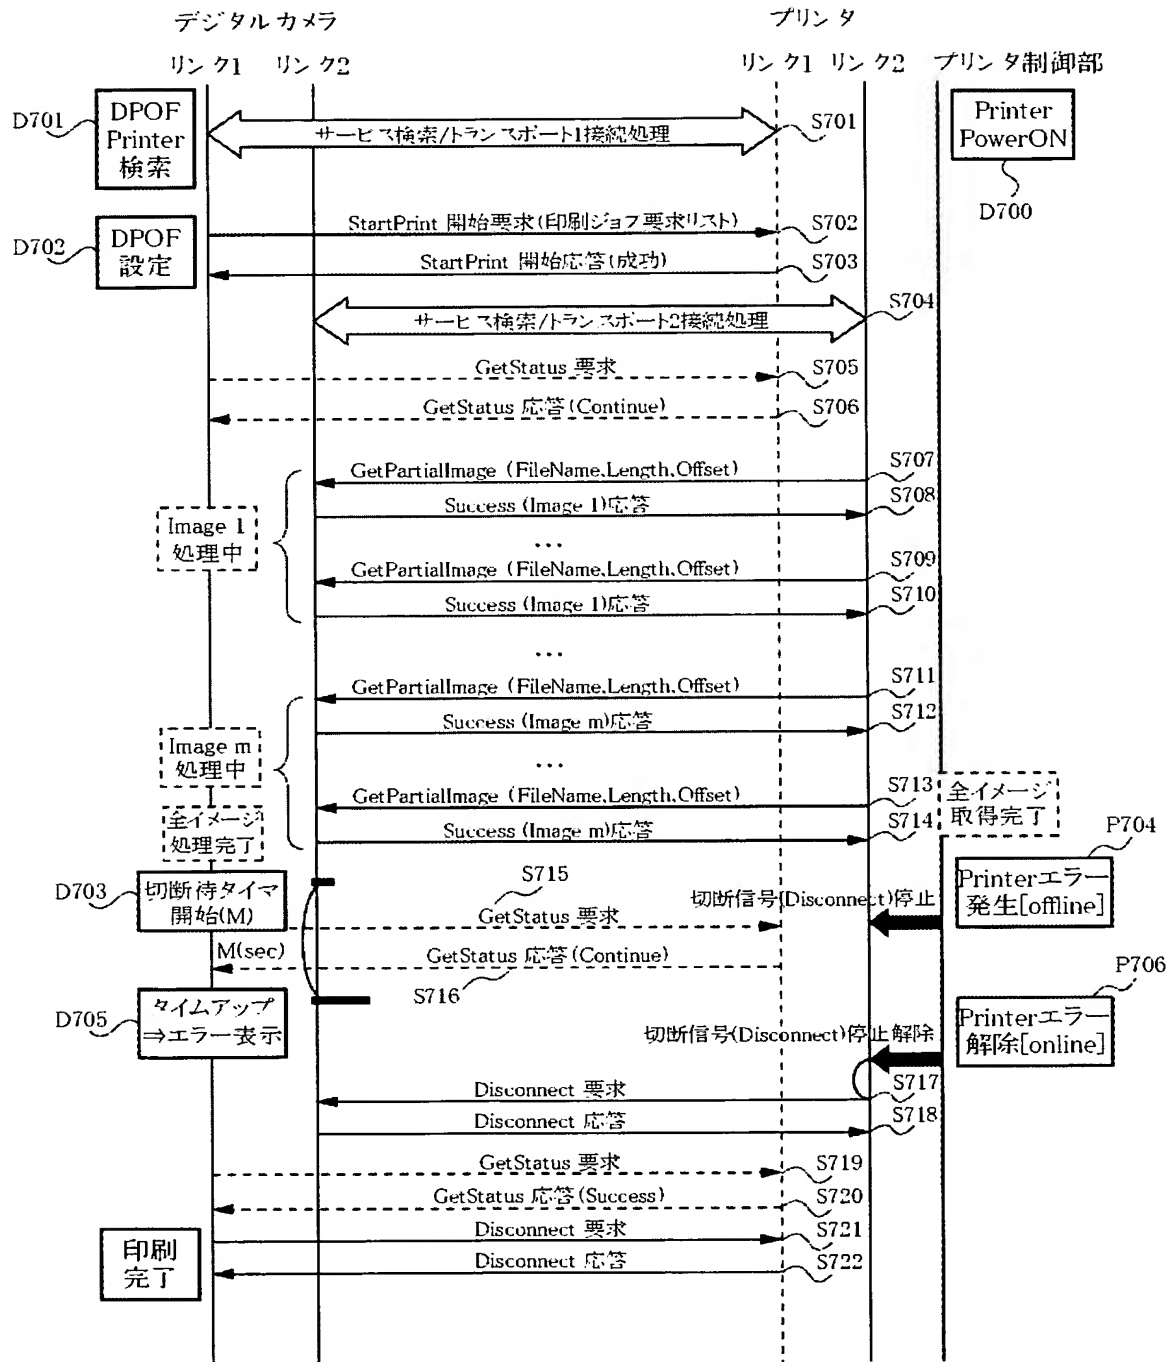 デジタルカメラ
プリンタ
リンク1 リンク2
リンク1 リンク2 プリンタ制御部
D701
DPOF
Printer
検索
サービス検索/トランスポート1接続処理
S701
Printer
PowerON
D700
D702
DPOF
設定
StartPrint 開始要求(印刷ジョブ要求リスト)
S702
StartPrint 開始応答(成功)
S703
サービス検索/トランスポート2接続処理
S704
GetStatus 要求
S705
GetStatus 応答(Continue)
S706
GetPartialImage (FileName,Length,Offset)
S707
Success (Image 1)応答
S708
Image 1
処理中
...
GetPartialImage (FileName,Length,Offset)
S709
Success (Image 1)応答
S710
...
GetPartialImage (FileName,Length,Offset)
S711
Success (Image m)応答
S712
Image m
処理中
...
GetPartialImage (FileName,Length,Offset)
S713
全イメージ
取得完了
全イメージ
処理完了
Success (Image m)応答
S714
P704
D703
切断待タイマ
開始(M)
S715
GetStatus 要求
切断信号(Disconnect)停止
Printerエラー
発生[offline]
M(sec)
GetStatus 応答(Continue)
S716
P706
D705
タイムアップ
⇒エラー表示
切断信号(Disconnect)停止解除
Printerエラー
解除[online]
Disconnect 要求
S717
Disconnect 応答
S718
GetStatus 要求
S719
GetStatus 応答(Success)
S720
印刷
完了
Disconnect 要求
S721
Disconnect 応答
S722